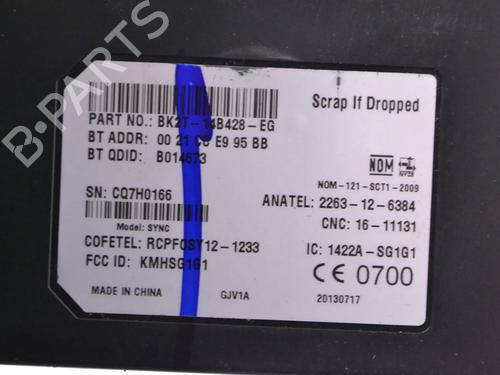 B-PARTS
Scrap If Dropped
PART NO.: BK2T-14B428-EG
BT ADDR: 00 21 CC E9 95 BB
BT QDID: B014673
NOM NYCE
NOM-121-SCT1-2009
SN: CQ7H0166
ANATEL: 2263-12-6384
Model: SYNC
CNC: 16-11131
COFETEL: RCPFOSY12-1233
IC: 1422A-SG1G1
FCC ID: KMHSG1G1
CE 0700
MADE IN CHINA
GJV1A
20130717